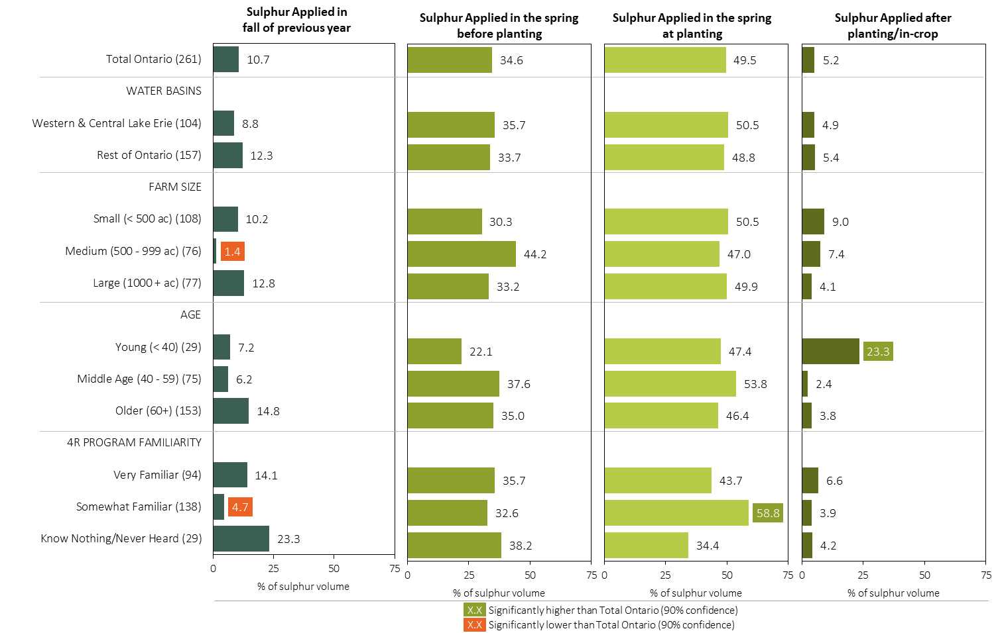 Sulphur Applied in
fall of previous year
Sulphur Applied in the spring
before planting
Sulphur Applied in the spring
at planting
Sulphur Applied after
planting/in-crop
Total Ontario (261) 10.7 34.6 49.5 5.2
WATER BASINS
Western & Central Lake Erie (104) 8.8 35.7 50.5 4.9
Rest of Ontario (157) 12.3 33.7 48.8 5.4
FARM SIZE
Small (< 500 ac) (108) 10.2 30.3 50.5 9.0
Medium (500 - 999 ac) (76) 1.4 44.2 47.0 7.4
Large (1000 + ac) (77) 12.8 33.2 49.9 4.1
AGE
Young (< 40) (29) 7.2 22.1 47.4 23.3
Middle Age (40 - 59) (75) 6.2 37.6 53.8 2.4
Older (60+) (153) 14.8 35.0 46.4 3.8
4R PROGRAM FAMILIARITY
Very Familiar (94) 14.1 35.7 43.7 6.6
Somewhat Familiar (138) 4.7 32.6 58.8 3.9
Know Nothing/Never Heard (29) 23.3 38.2 34.4 4.2
0 25 50 75 0 25 50 75 0 25 50 75 0 25 50 75
% of sulphur volume % of sulphur volume % of sulphur volume % of sulphur volume
X.X Significantly higher than Total Ontario (90% confidence)
X.X Significantly lower than Total Ontario (90% confidence)